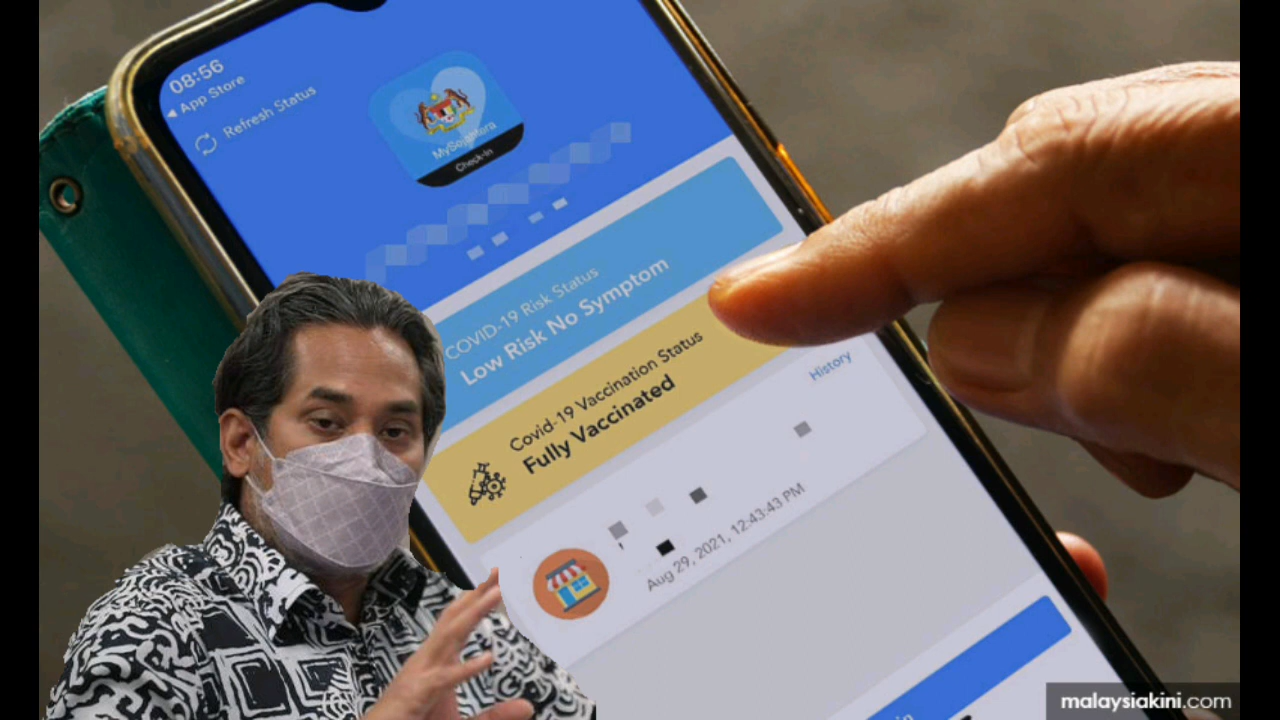 08:56
App Store
Refresh Status
MySejahtera
Check-In
COVID-19 Risk Status
Low Risk No Symptom
Covid-19 Vaccination Status
Fully Vaccinated
History
Aug 29, 2021, 12:43:43 PM
malaysiakini.com